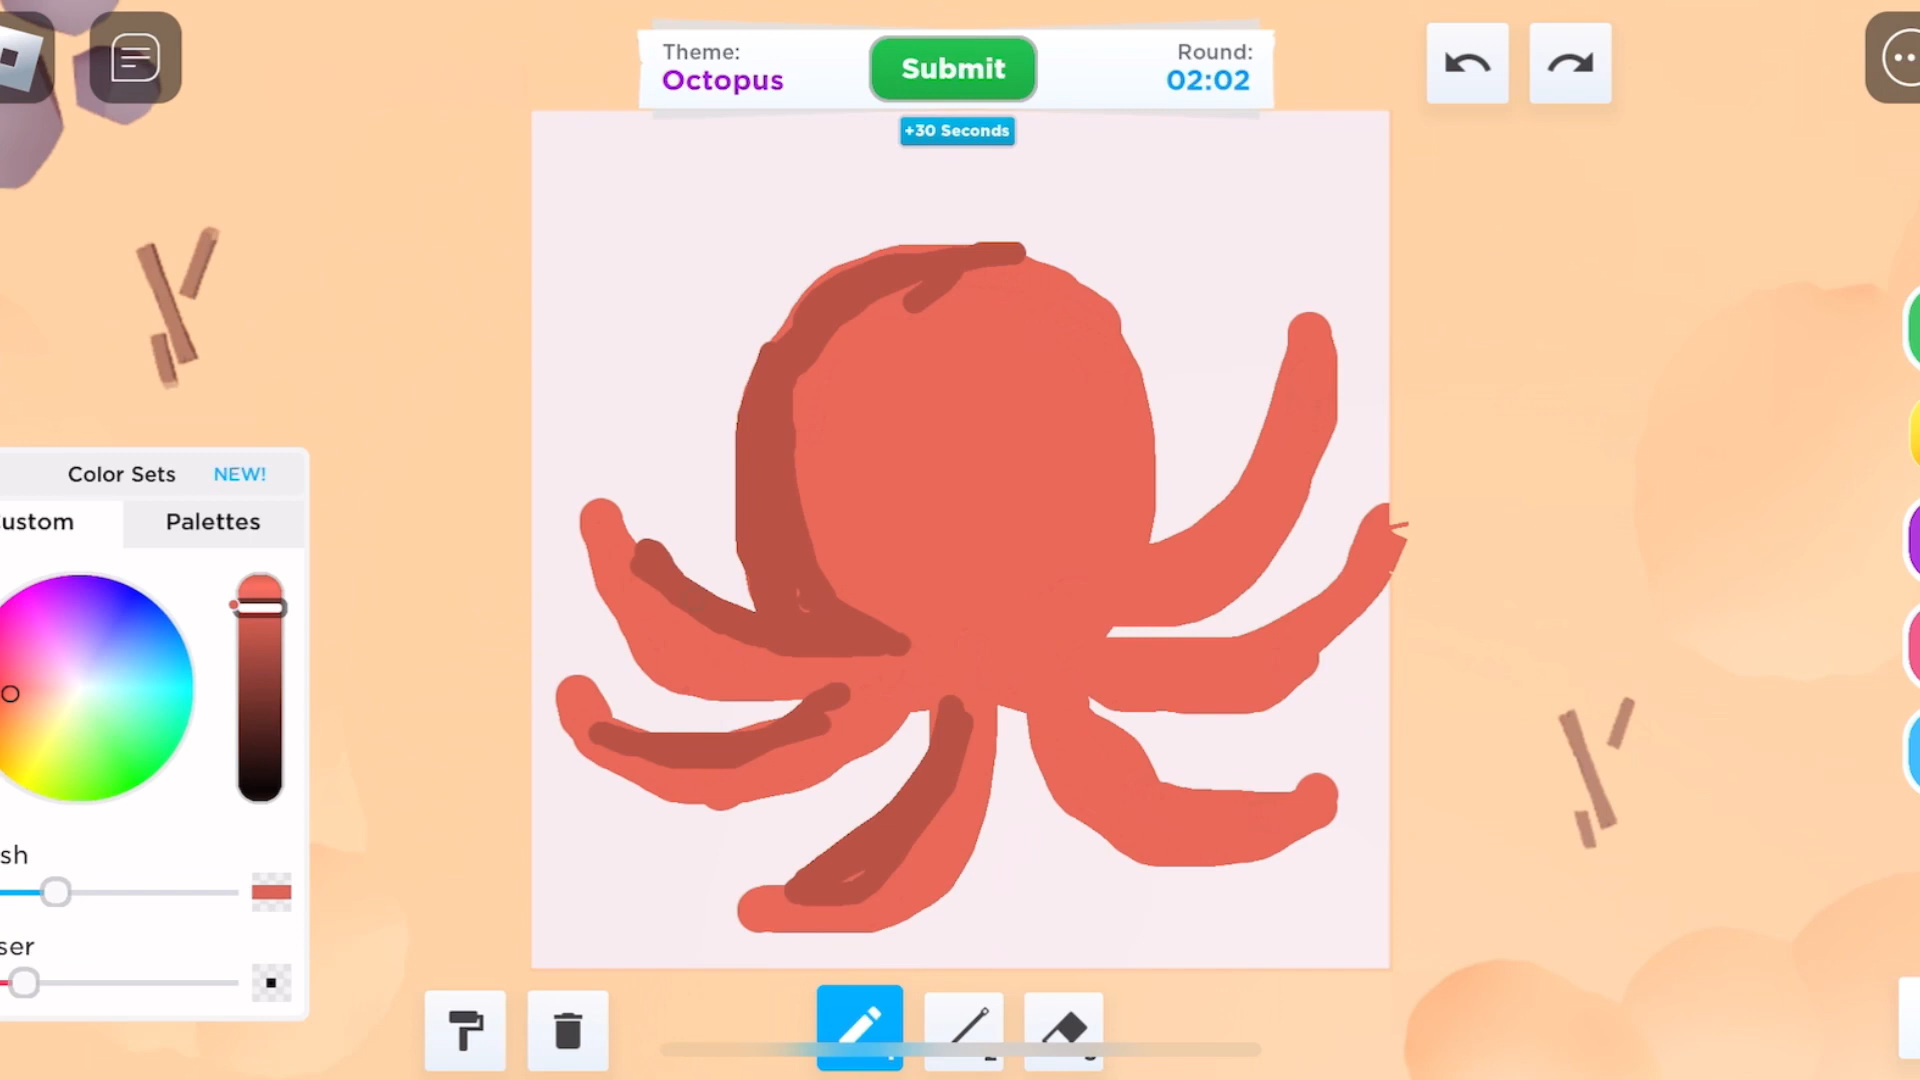 Theme:
Octopus
Submit
Round:
02:02
+30 Seconds
Color Sets NEW!
ustom
Palettes
sh
ser